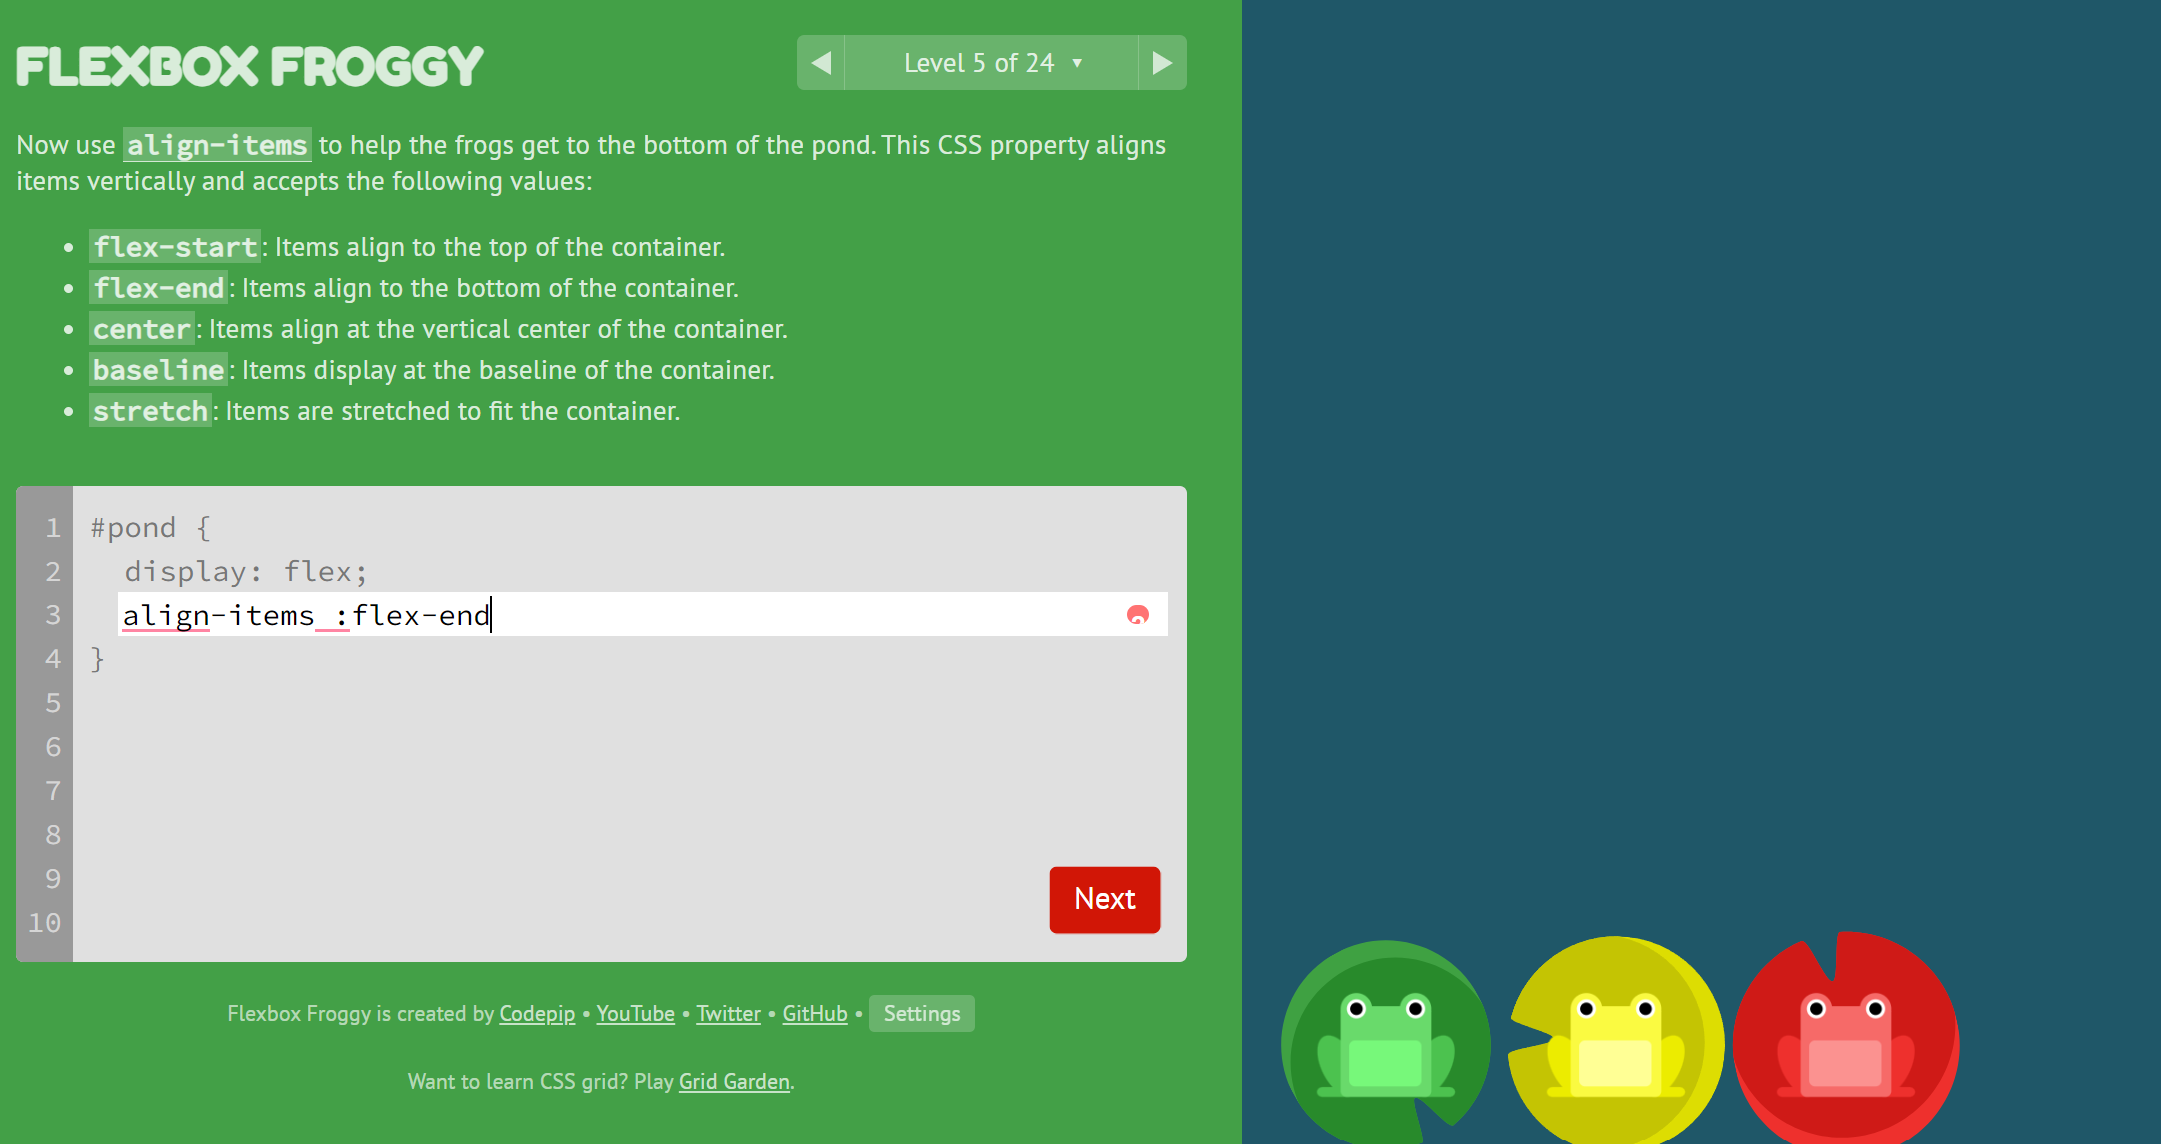 FLEXBOX FROGGY
Level 5 of 24
Now use align-items to help the frogs get to the bottom of the pond. This CSS property aligns
items vertically and accepts the following values:
flex-start: Items align to the top of the container.
flex-end: Items align to the bottom of the container.
center: Items align at the vertical center of the container.
baseline: Items display at the baseline of the container.
stretch: Items are stretched to fit the container.
1 #pond {
2 display: flex;
3 align-items :flex-end
4 }
5
6
7
8
9
10
Next
Flexbox Froggy is created by Codepip • YouTube • Twitter • GitHub • Settings
Want to learn CSS grid? Play Grid Garden.